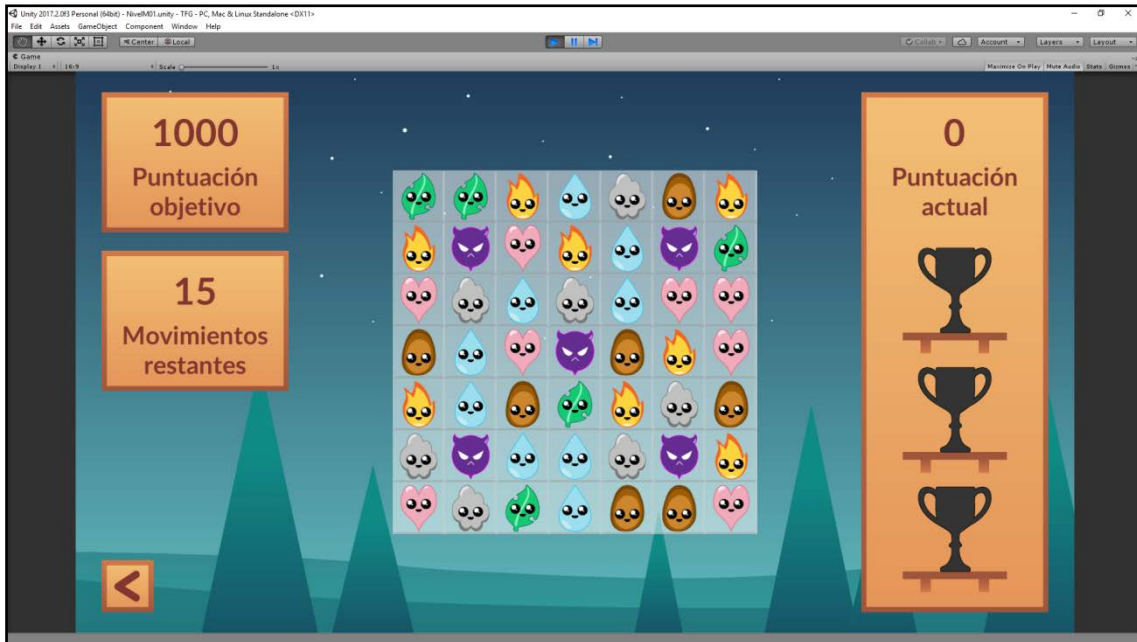 Unity 2017.2.0f3 Personal (64bit) - NivelM01.unity - TFG - PC, Mac & Linux Standalone <DX11>
File Edit Assets GameObject Component Window Help
Center Local Collab Account Layers Layout
Game
Display 1 16:9 Scale 1x Maximize On Play Mute Audio Stats Gizmos
1000
Puntuación
objetivo
15
Movimientos
restantes
0
Puntuación
actual
<